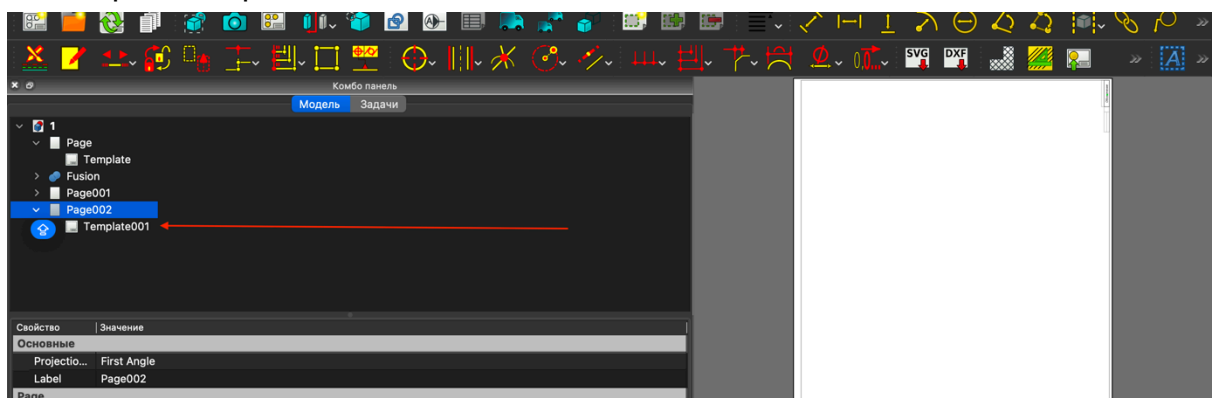 SVG DXF A
Комбо панель
Модель Задачи
1
Page
Template
Fusion
Page001
Page002
Template001
Свойство Значение
Основные
Projectio... First Angle
Label Page002
Page